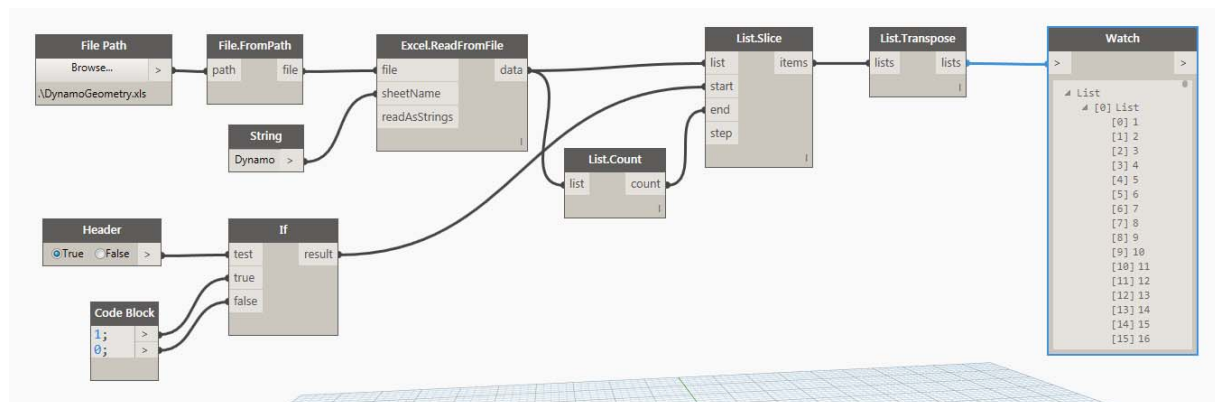 File Path
Browse... >
.\DynamoGeometry.xls
File.FromPath
path file
Excel.ReadFromFile
file data
sheetName
readAsStrings
l
String
Dynamo >
Header
True False >
If
test result
true
false
Code Block
1; >
0; >
List.Count
list count
l
List.Slice
list items
start
end
step
l
List.Transpose
lists lists
l
Watch
> >
List
[0] List
[0] 1
[1] 2
[2] 3
[3] 4
[4] 5
[5] 6
[6] 7
[7] 8
[8] 9
[9] 10
[10] 11
[11] 12
[12] 13
[13] 14
[14] 15
[15] 16